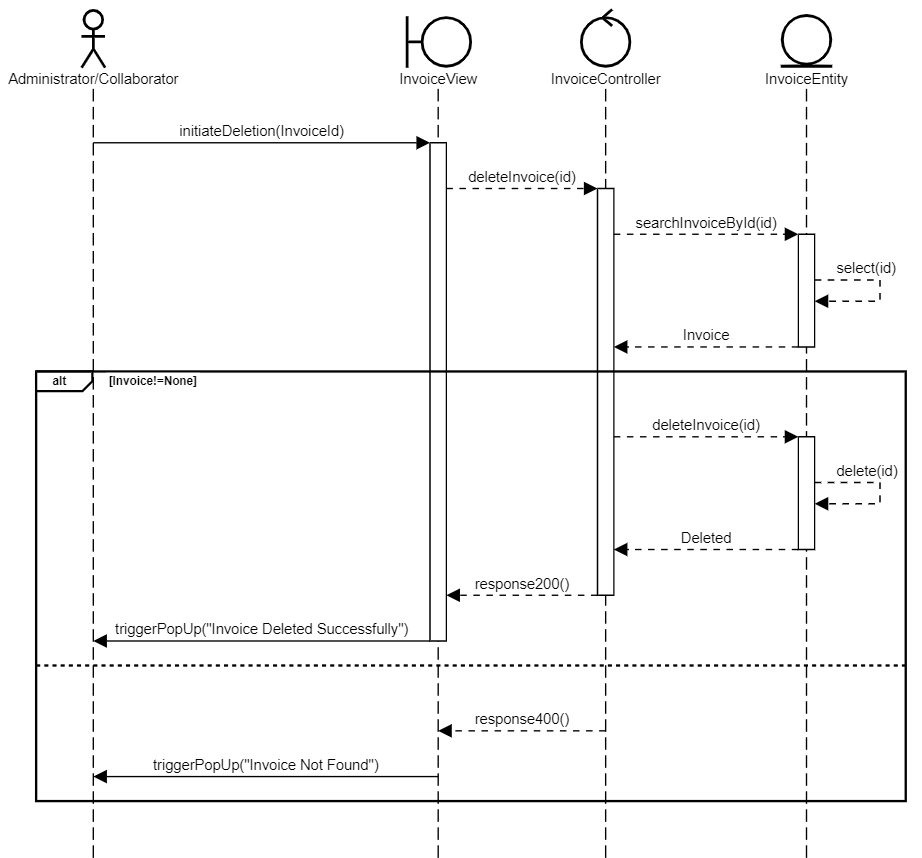 Administrator/Collaborator
InvoiceView
InvoiceController
InvoiceEntity
initiateDeletion(InvoiceId)
deleteInvoice(id)
searchInvoiceById(id)
select(id)
Invoice
alt
[Invoice!=None]
deleteInvoice(id)
delete(id)
Deleted
response200()
triggerPopUp("Invoice Deleted Successfully")
response400()
triggerPopUp("Invoice Not Found")